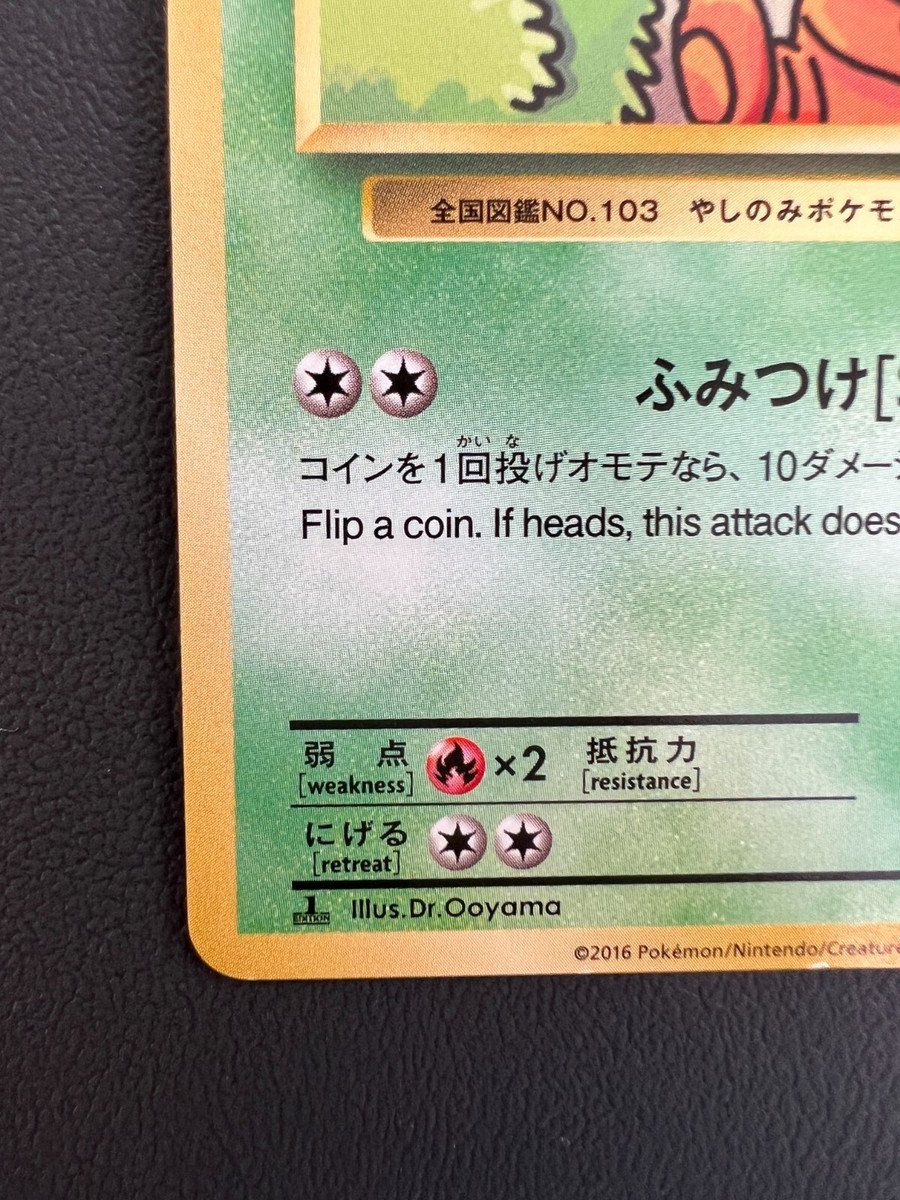 全国図鑑NO.103 やしのみポケモ
ふみつけ[
かい な
コインを1回投げオモテなら、10ダメー
Flip a coin. If heads, this attack does
弱点 ×2 抵抗力
[weakness] [resistance]
にげる
[retreat]
1 EDITION Illus.Dr.Ooyama
©2016 Pokémon/Nintendo/Creature